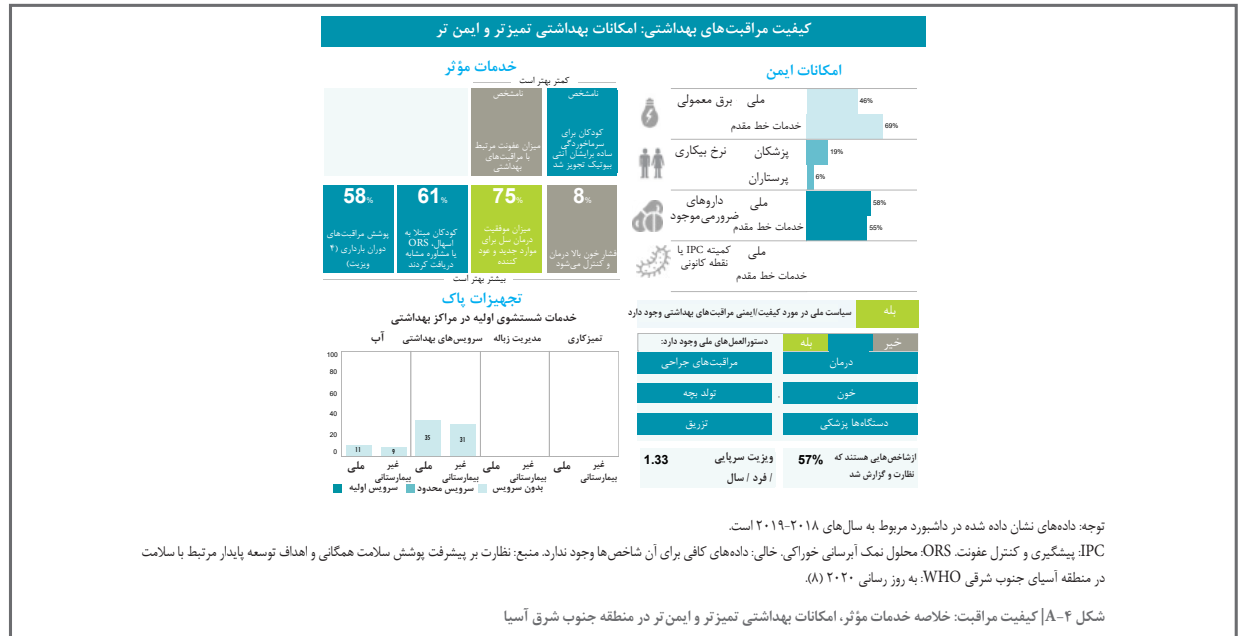 کیفیت مراقبت‌های بهداشتی: امکانات بهداشتی تمیزتر و ایمن تر
امکانات ایمن
ملی برق معمولی
46%
خدمات خط مقدم
69%
پزشکان نرخ بیکاری
19%
پرستاران
6%
ملی داروهای
ضرورمی‌موجود
58%
خدمات خط مقدم
55%
ملی کمیته IPC یا
نقطه کانونی
خدمات خط مقدم
بله سیاست ملی در مورد کیفیت/ایمنی مراقبت‌های بهداشتی وجود دارد
خیر بله دستورالعمل‌های ملی وجود دارد:
درمان مراقبت‌های جراحی
خون تولد بچه
دستگاه‌ها پزشکی تزریق
ازشاخص‌هایی هستند که
نظارت و گزارش شد
57%
ویزیت سرپایی
/ فرد / سال
1.33
خدمات مؤثر
کمتر بهتر است
نامشخص
کودکان برای
سرماخوردگی
ساده برایشان آنتی
بیوتیک تجویز شد
نامشخص
میزان عفونت مرتبط
با مراقبت‌های
بهداشتی
8%
فشار خون بالا درمان
و کنترل می‌شود
75%
میزان موفقیت
درمان سل برای
موارد جدید و عود
کننده
61%
کودکان مبتلا به
اسهال، ORS
یا مشاوره مشابه
دریافت کردند
58%
پوشش مراقبت‌های
دوران بارداری (۴
ویزیت)
بیشتر بهتر است
تجهیزات پاک
خدمات شستشوی اولیه در مراکز بهداشتی
آب سرویس‌های بهداشتی مدیریت زباله تمیزکاری
100
80
60
40
20
0
11 9 35 31
ملی غیر بیمارستانی ملی غیر بیمارستانی ملی غیر بیمارستانی ملی غیر بیمارستانی
بدون سرویس سرویس محدود سرویس اولیه
توجه: داده‌های نشان داده شده در داشبورد مربوط به سال‌های ۲۰۱۸-۲۰۱۹ است.
IPC: پیشگیری و کنترل عفونت. ORS: محلول نمک آبرسانی خوراکی. خالی: داده‌های کافی برای آن شاخص‌ها وجود ندارد. منبع: نظارت بر پیشرفت پوشش سلامت همگانی و اهداف توسعه پایدار مرتبط با سلامت
در منطقه آسیای جنوب شرقی WHO: به روز رسانی ۲۰۲۰ (۸).
شکل ۴-A| کیفیت مراقبت: خلاصه خدمات مؤثر، امکانات بهداشتی تمیزتر و ایمن‌تر در منطقه جنوب شرق آسیا